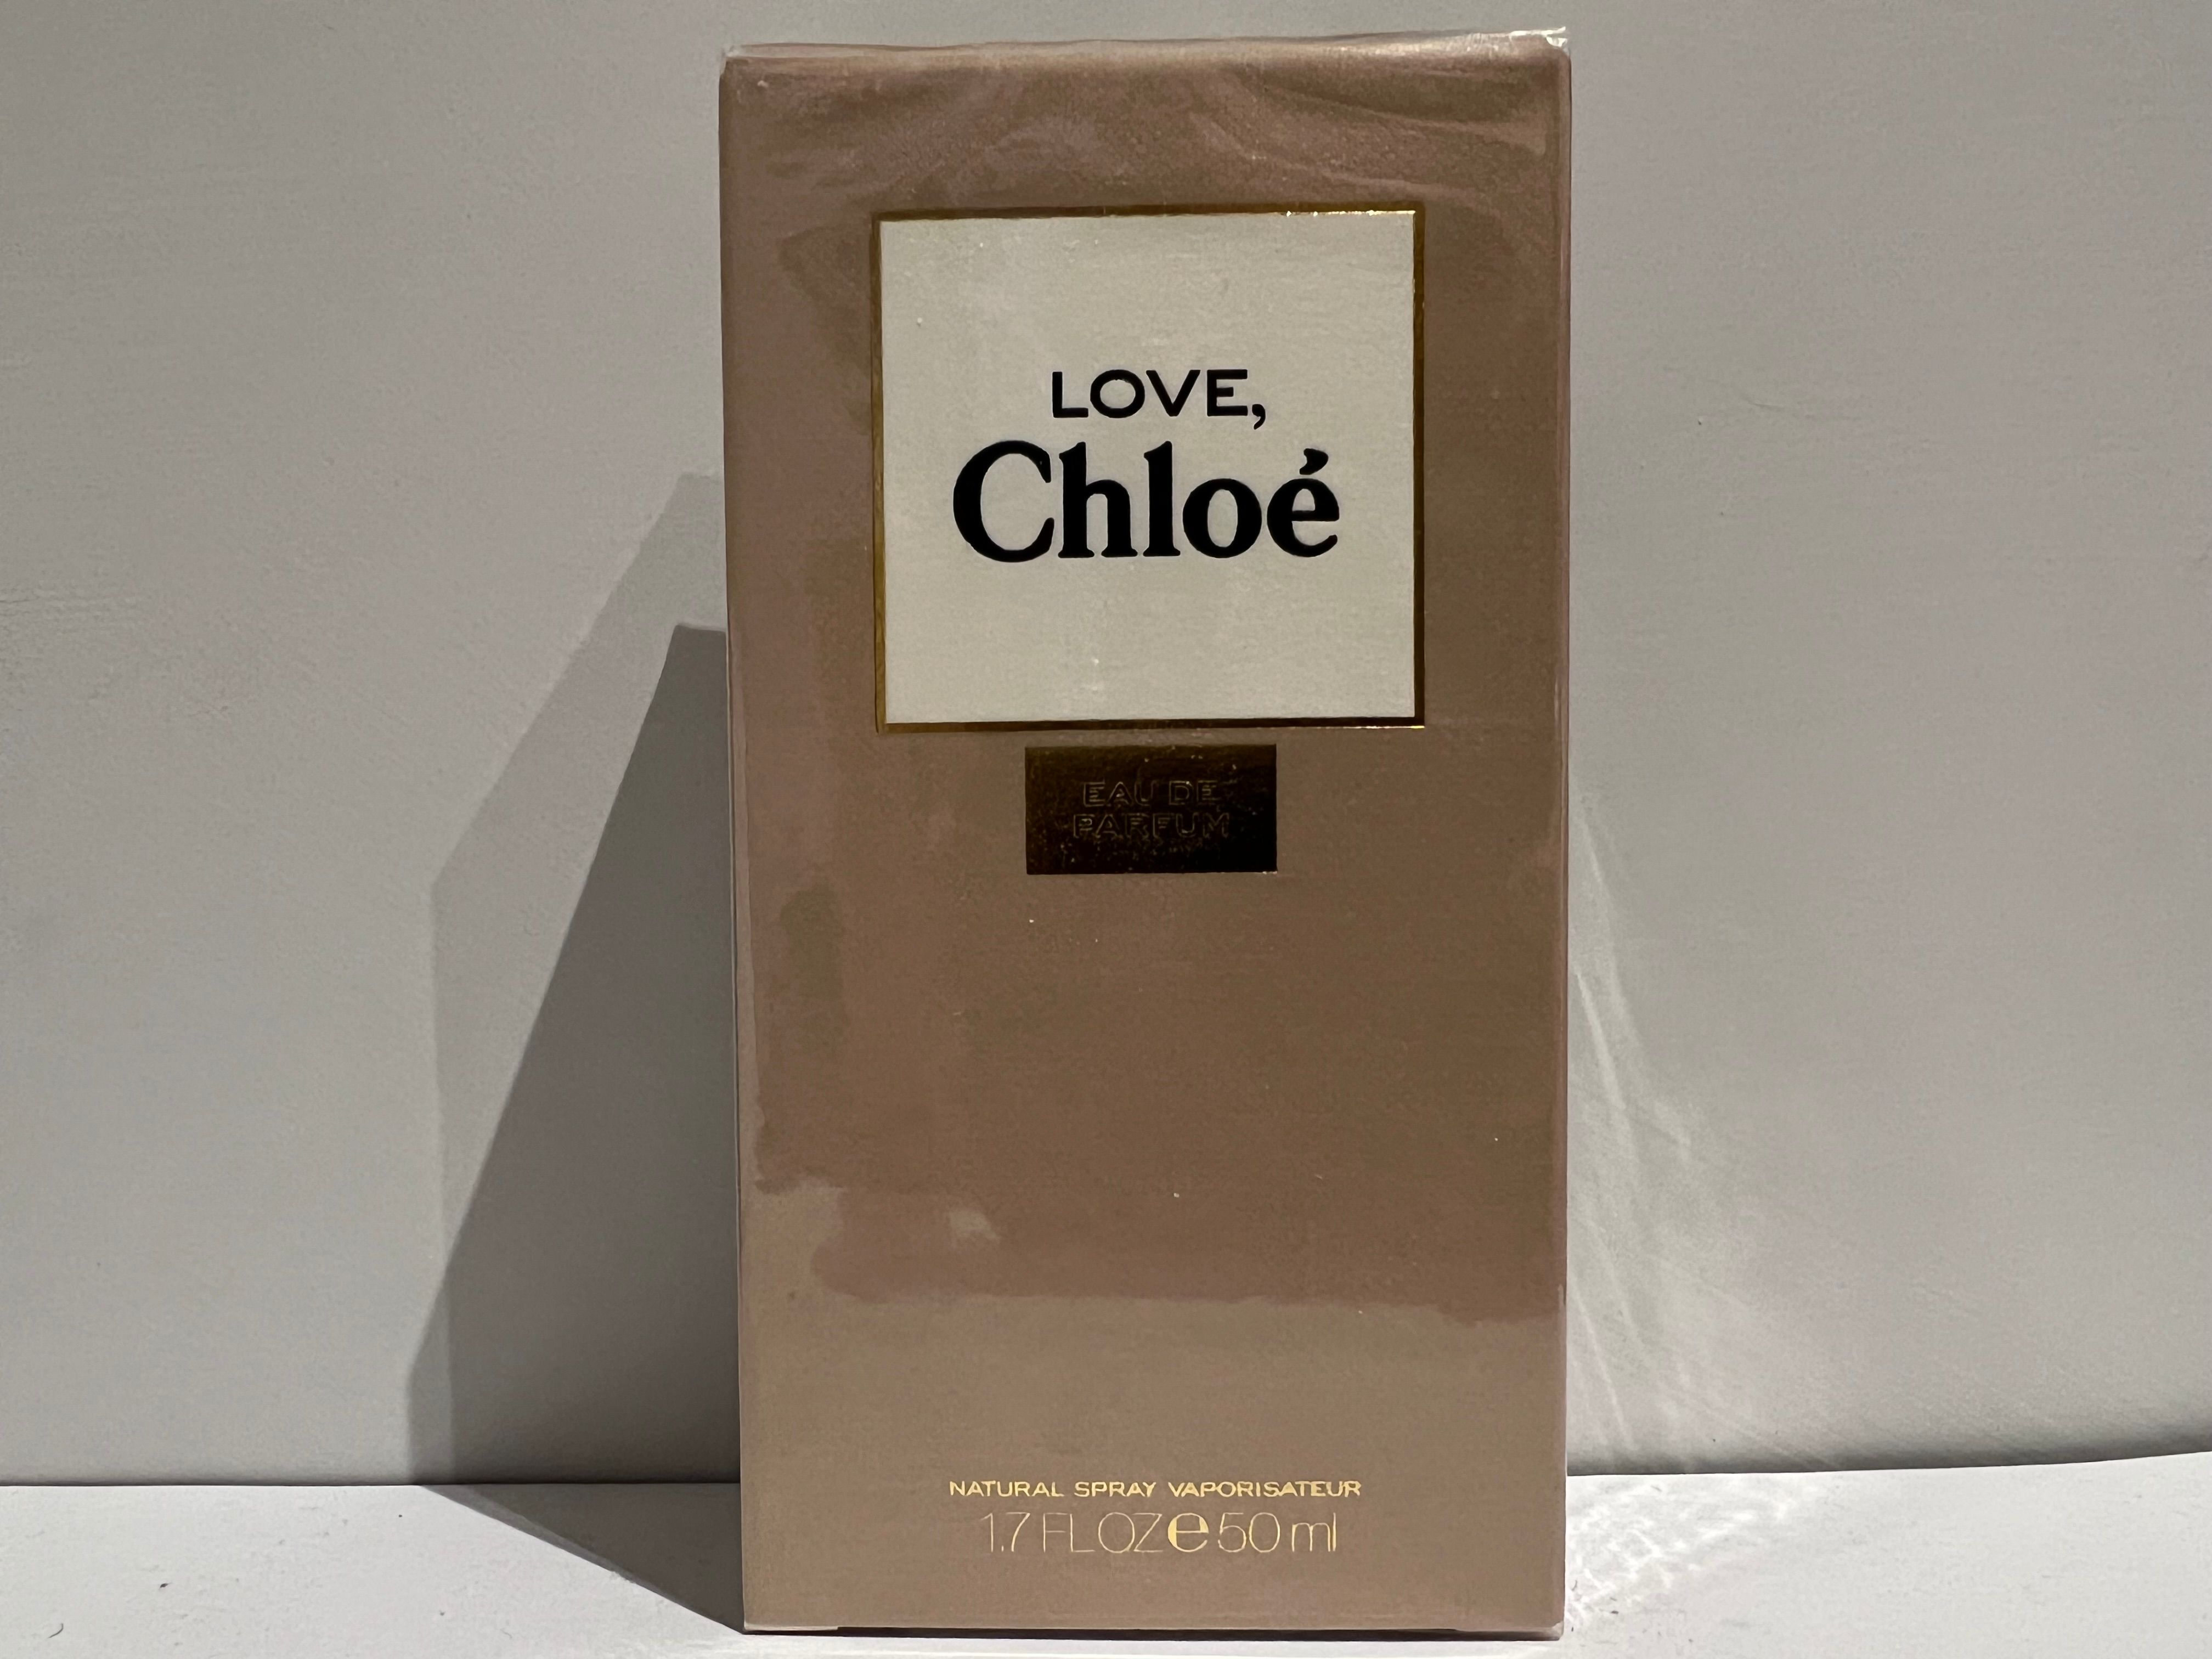 LOVE,
Chloé
EAU DE
PARFUM
NATURAL SPRAY VAPORISATEUR
1.7 FL OZ e 50 ml